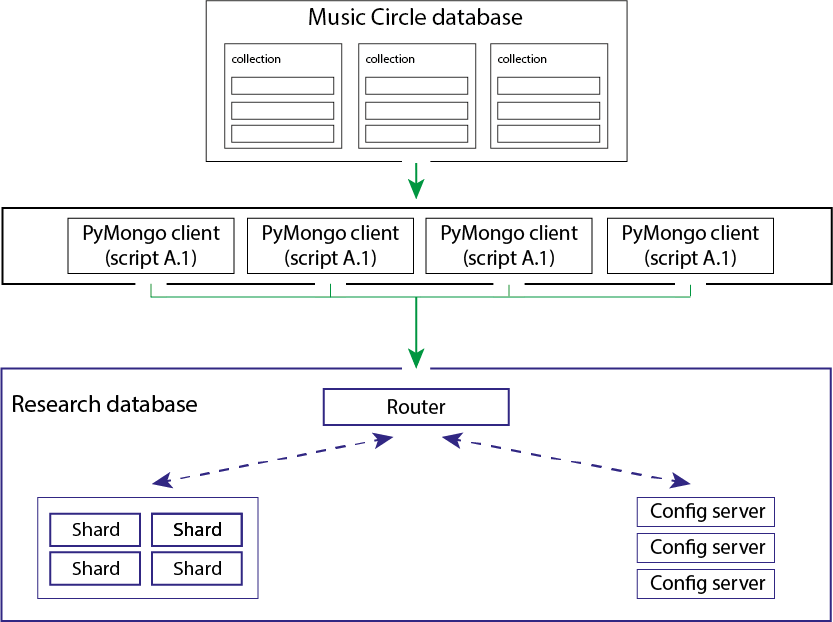 Music Circle database
collection
collection
collection
PyMongo client
(script A.1)
PyMongo client
(script A.1)
PyMongo client
(script A.1)
PyMongo client
(script A.1)
Research database
Router
Shard
Shard
Shard
Shard
Config server
Config server
Config server